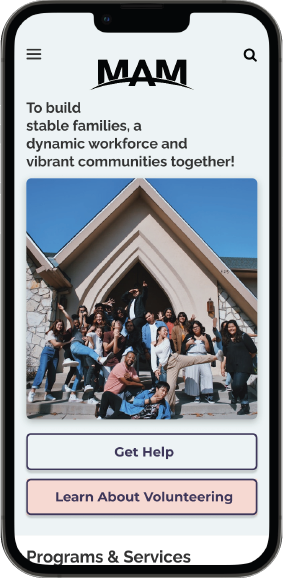 MAM
To build
stable families, a
dynamic workforce and
vibrant communities together!
Get Help
Learn About Volunteering
Programs & Services